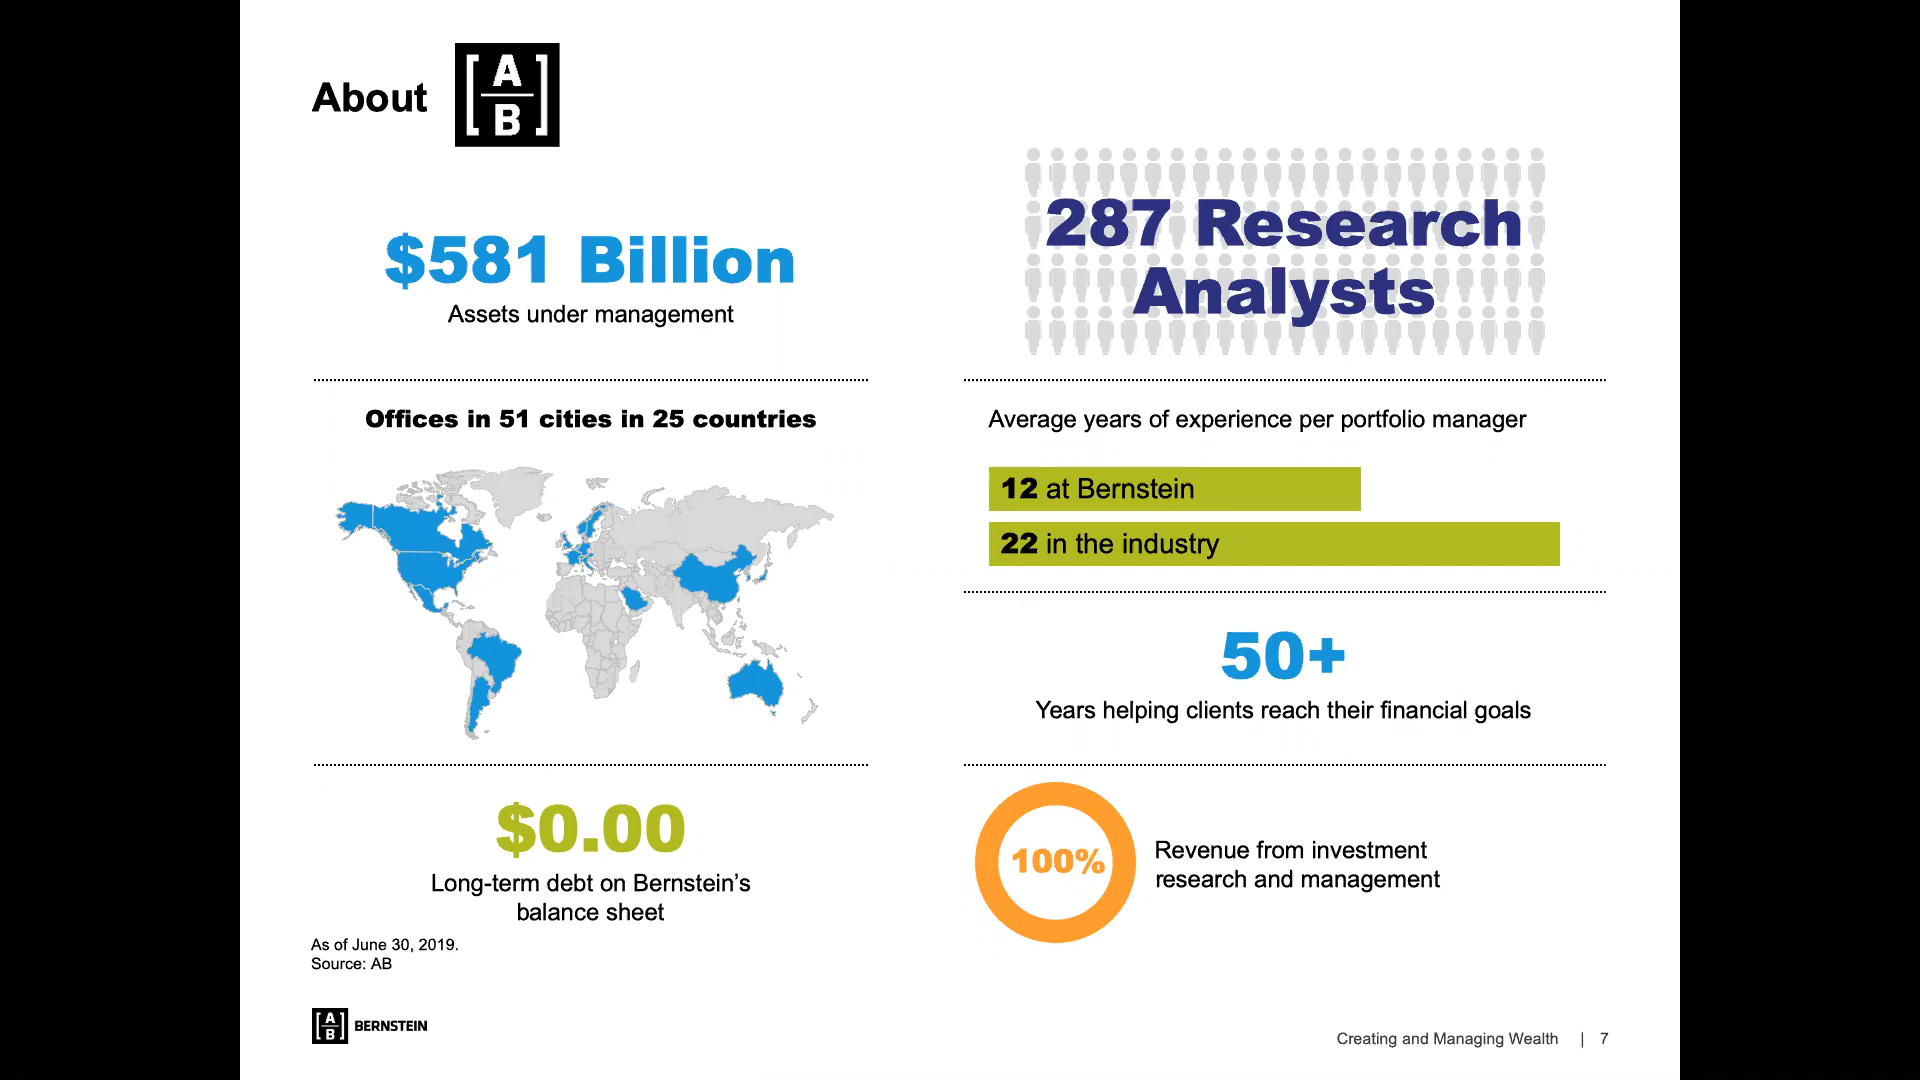 About
[A
B]
$581 Billion
Assets under management
287 Research
Analysts
Offices in 51 cities in 25 countries
Average years of experience per portfolio manager
12 at Bernstein
22 in the industry
50+
Years helping clients reach their financial goals
$0.00
Long-term debt on Bernstein’s
balance sheet
100%
Revenue from investment
research and management
As of June 30, 2019.
Source: AB
[A
B]
BERNSTEIN
Creating and Managing Wealth | 7